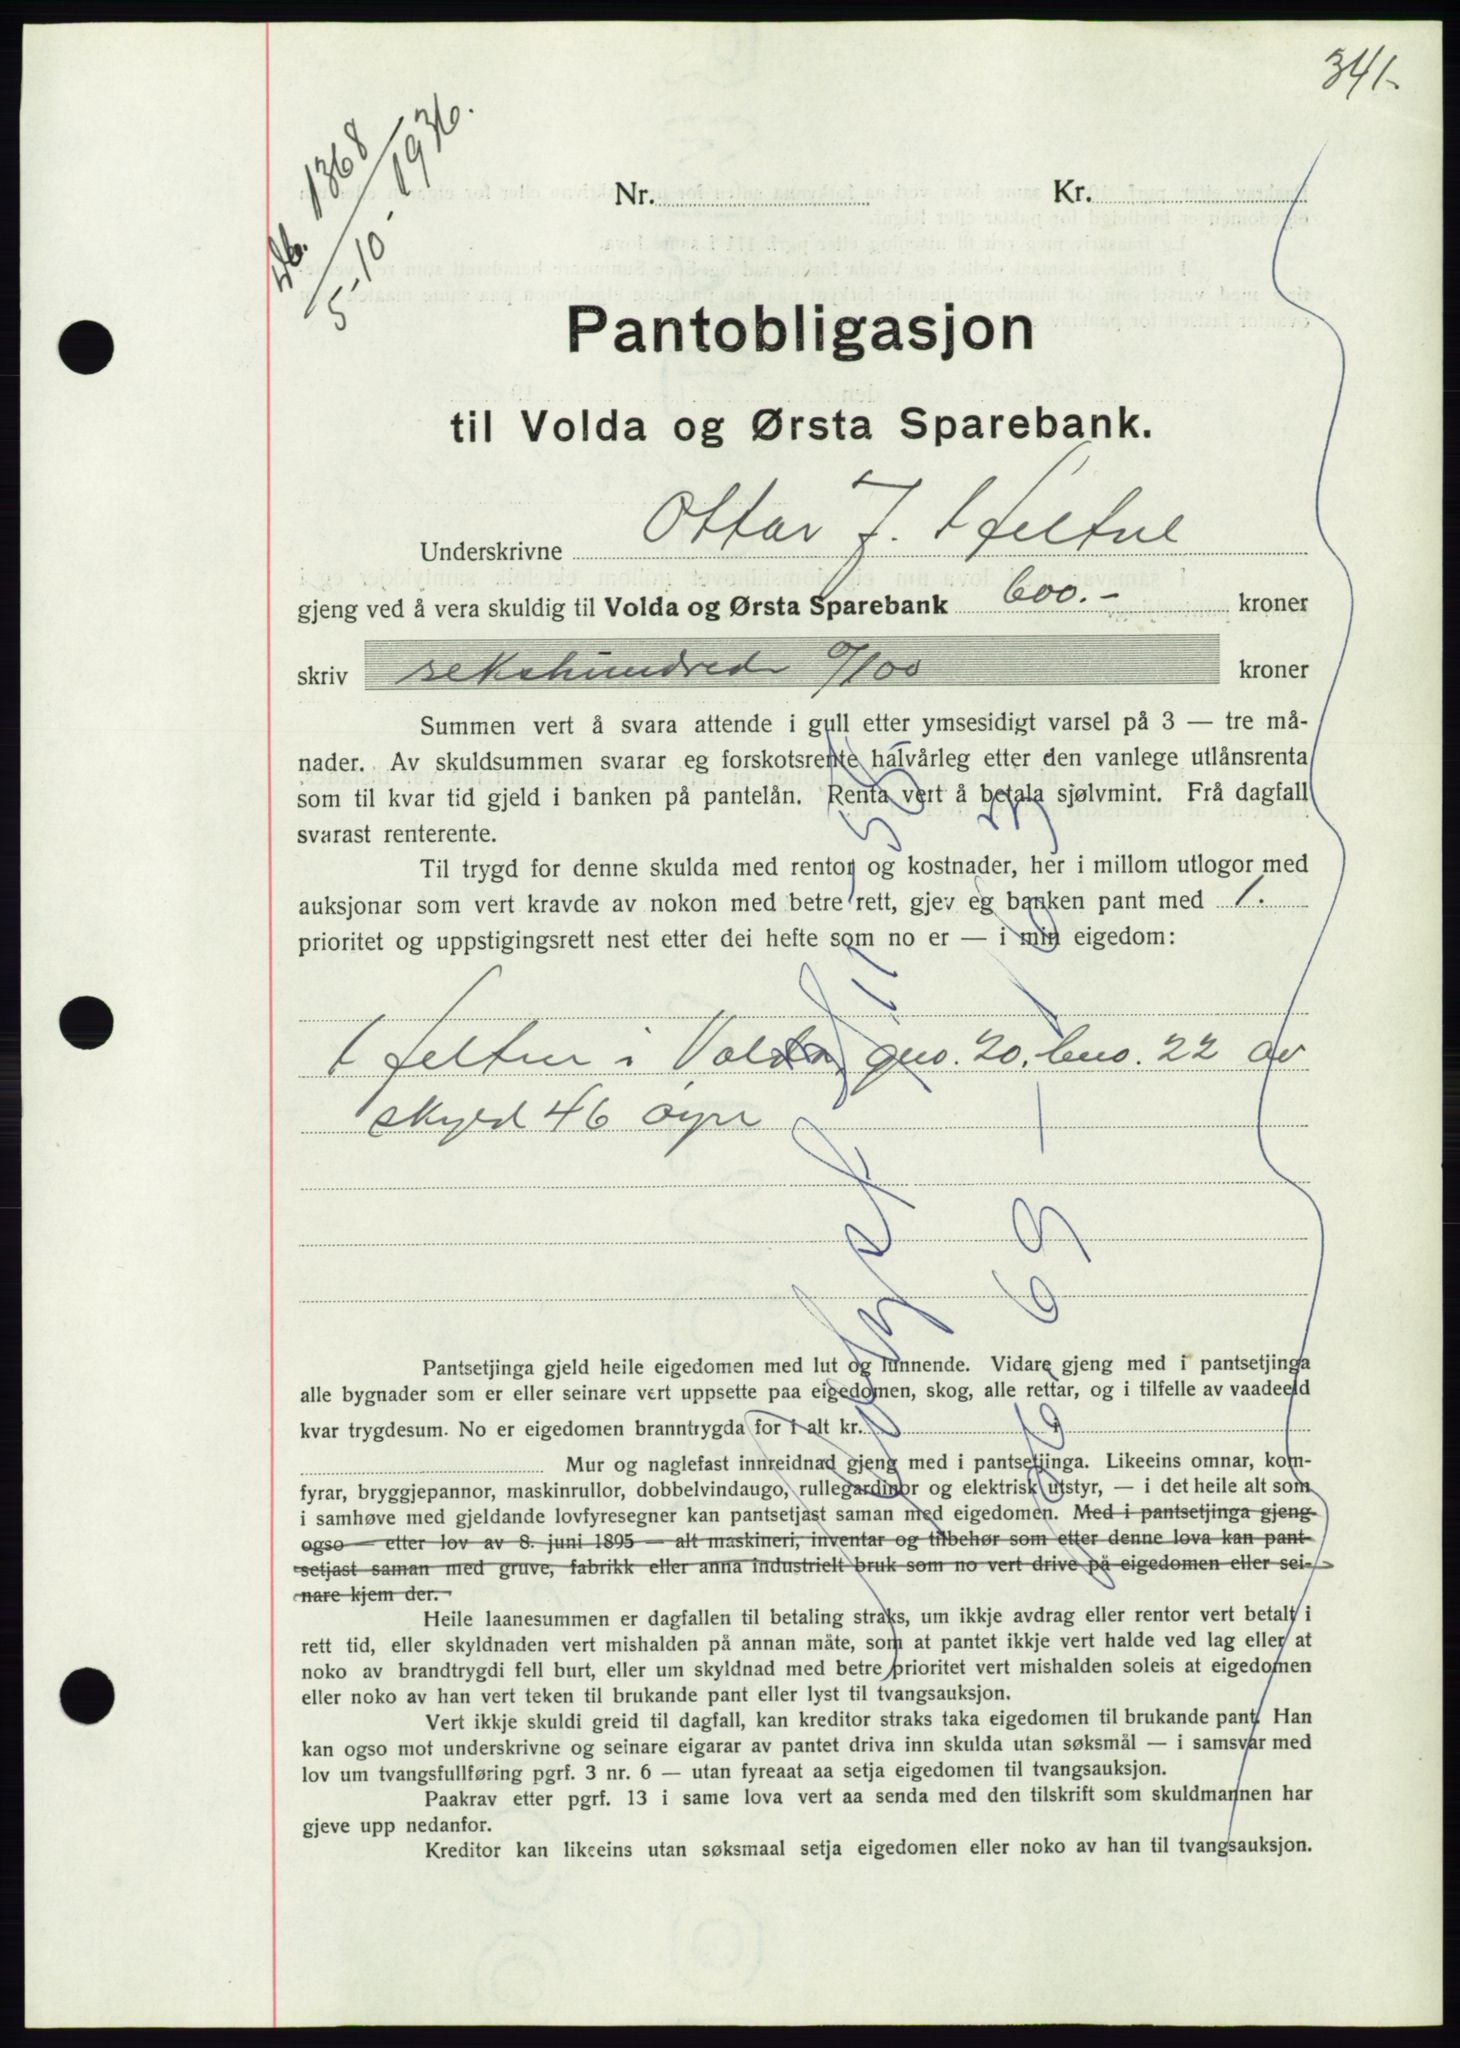 341.
db. 1368
5-10-1936.
Nr. Kr.
Pantobligasjon
til Volda og Ørsta Sparebank.
Underskrivne Ottar J.
gjeng ved å vera skuldig til Volda og Ørsta Sparebank 600.- kroner
skriv sekshundrede 0/100 kroner
Summen vert å svara attende i gull etter ymsesidigt varsel på 3 — tre må-
nader. Av skuldsummen svarar eg forskotsrente halvårleg etter den vanlege utlånsrenta
som til kvar tid gjeld i banken på pantelån. Renta vert å betala sjølvmint. Frå dagfall
svarast renterente.
Til trygd for denne skulda med rentor og kostnader, her i millom utlogor med
auksjonar som vert kravde av nokon med betre rett, gjev eg banken pant med 1.
prioritet og uppstigingsrett nest etter dei hefte som no er — i min eigedom:
i Volda, gno. 20, bno. 22 av
skyld 46 øyre
Pantsetjinga gjeld heile eigedomen med lut og lunnende. Vidare gjeng med i pantsetjinga
alle bygnader som er eller seinare vert uppsette paa eigedomen, skog, alle rettar, og i tilfelle av vaadeeld
kvar trygdesum. No er eigedomen branntrygda for i alt kr.
Mur og naglefast innreidnad gjeng med i pantsetjinga. Likeeins omnar, kom-
fyrar, bryggjepannor, maskinrullor, dobbelvindaugo, rullegardinor og elektrisk utstyr, — i det heile alt som
i samhøve med gjeldande lovfyresegner kan pantsetjast saman med eigedomen. Med i pantsetjinga gjeng
ogso — etter lov av 8. juni 1895 — alt maskineri, inventar og tilbehør som etter denne lova kan pant-
setjast saman med gruve, fabrikk eller anna industrielt bruk som no vert drive på eigedomen eller sei-
nare kjem der.
Heile laanesummen er dagfallen til betaling straks, um ikkje avdrag eller rentor vert betalt i
rett tid, eller skyldnaden vert mishalden på annan måte, som at pantet ikkje vert halde ved lag eller at
noko av brandtrygdi fell burt, eller um skyldnad med betre prioritet vert mishalden soleis at eigedomen
eller noko av han vert teken til brukande pant eller lyst til tvangsauksjon.
Vert ikkje skuldi greid til dagfall, kan kreditor straks taka eigedomen til brukande pant. Han
kan ogso mot underskrivne og seinare eigarar av pantet driva inn skulda utan søksmål — i samsvar med
lov um tvangsfullføring pgrf. 3 nr. 6 — utan fyreaat aa setja eigedomen til tvangsauksjon.
Paakrav etter pgrf. 13 i same lova vert aa senda med den tilskrift som skuldmannen har
gjeve upp nedanfor.
Kreditor kan likeeins utan søksmaal setja eigedomen eller noko av han til tvangsauksjon.